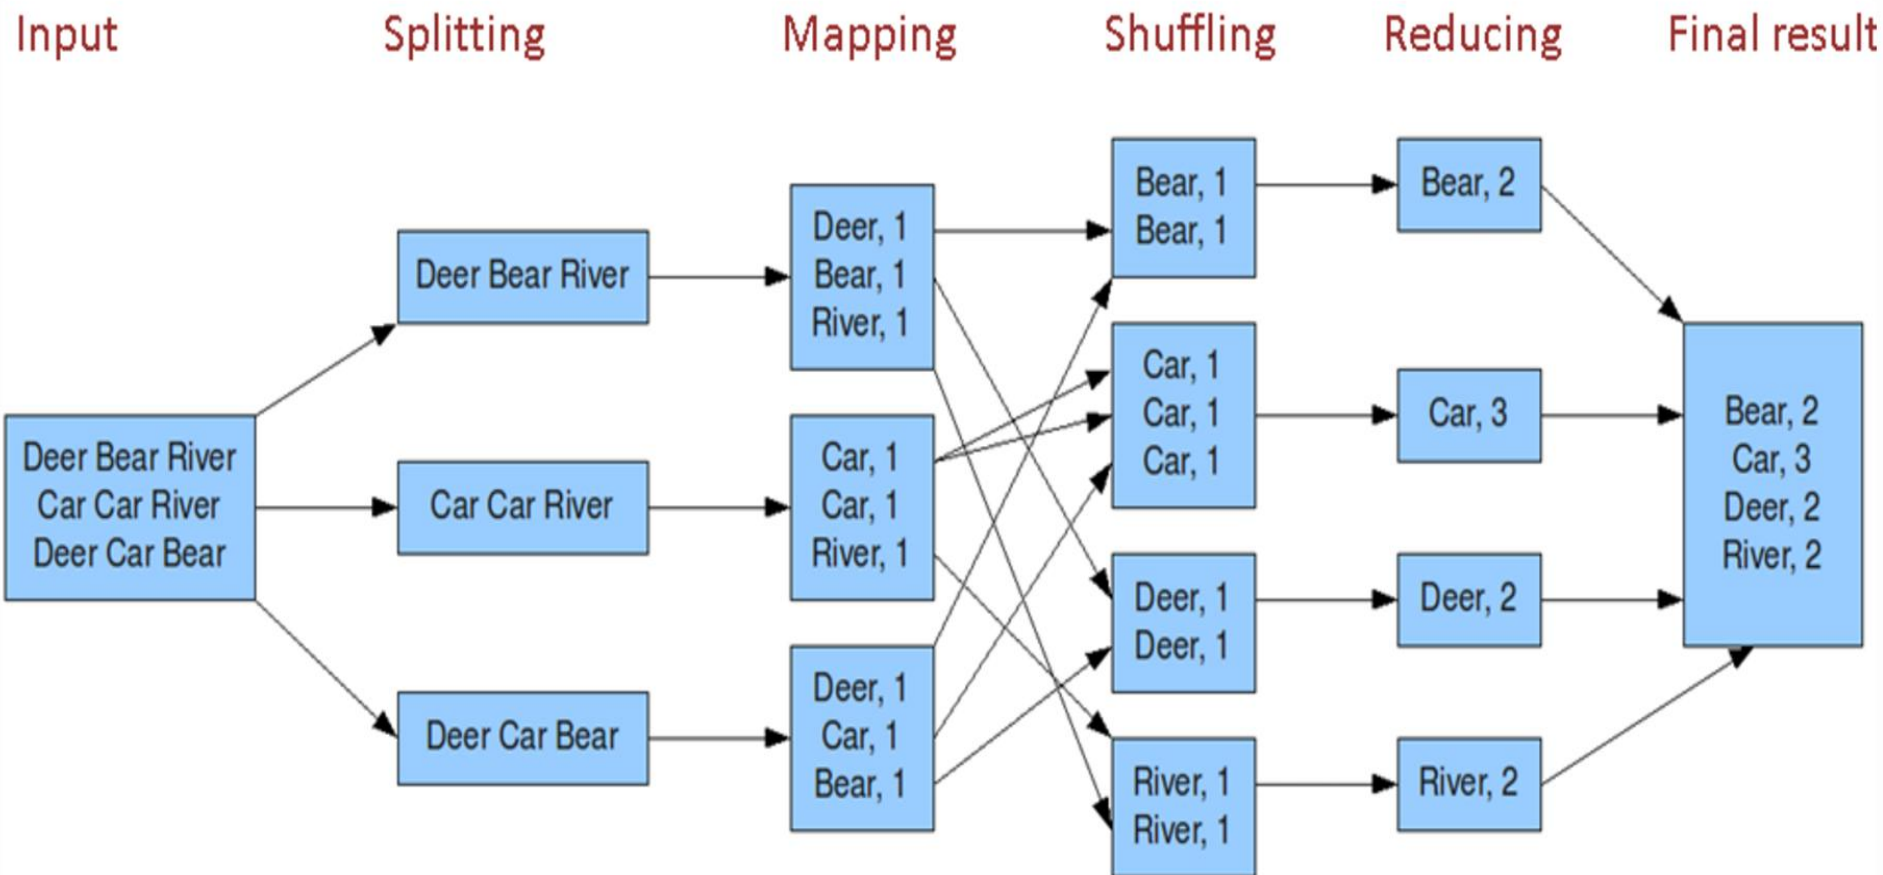 Input
Splitting
Mapping
Shuffling
Reducing
Final result
Deer Bear River
Car Car River
Deer Car Bear
Deer Bear River
Car Car River
Deer Car Bear
Deer, 1
Bear, 1
River, 1
Car, 1
Car, 1
River, 1
Deer, 1
Car, 1
Bear, 1
Bear, 1
Bear, 1
Car, 1
Car, 1
Car, 1
Deer, 1
Deer, 1
River, 1
River, 1
Bear, 2
Car, 3
Deer, 2
River, 2
Bear, 2
Car, 3
Deer, 2
River, 2